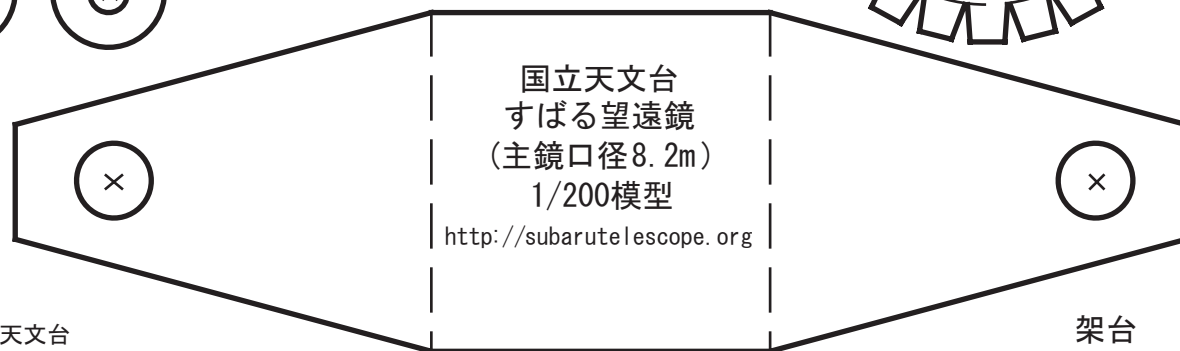 国立天文台
すばる望遠鏡
(主鏡口径8.2m)
1/200模型
http://subarutelescope.org
天文台
架台